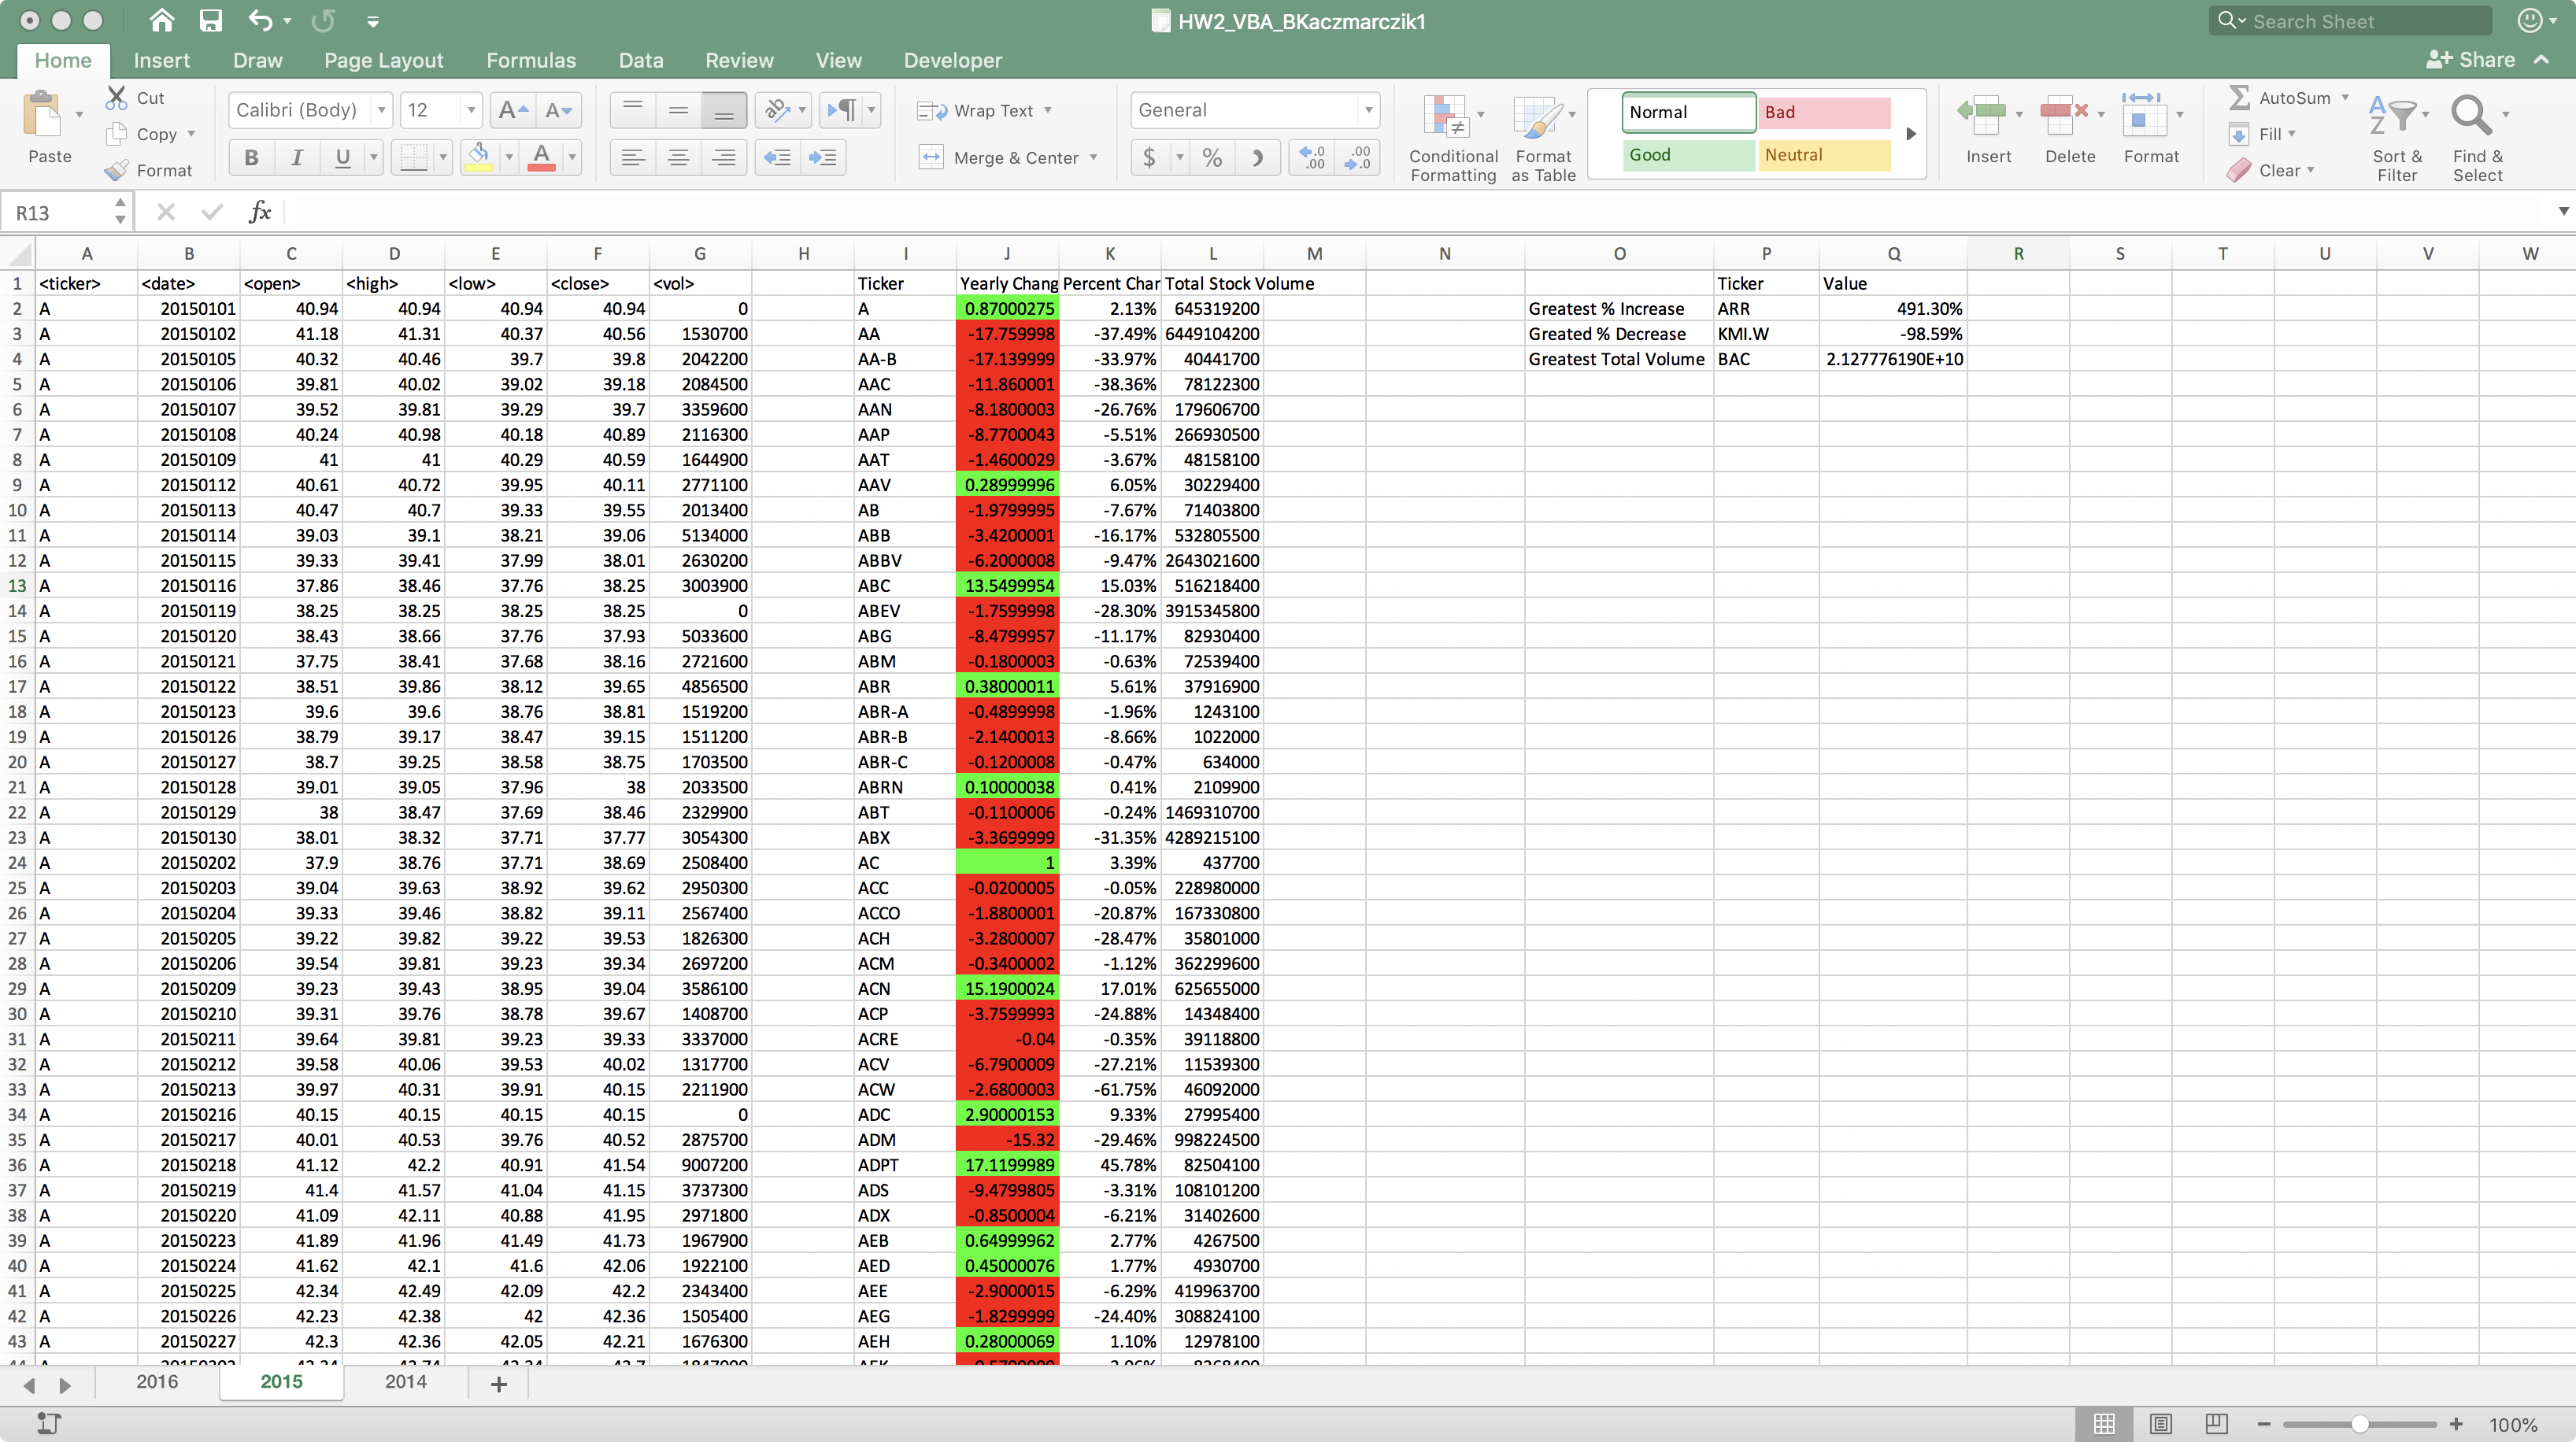 HW2_VBA_BKaczmarczik1
Search Sheet
Home Insert Draw Page Layout Formulas Data Review View Developer Share
Paste Cut Copy Format
Calibri (Body) 12 A A B I U A
Wrap Text Merge & Center
General $ % .0 .00 .00 .0
Conditional Formatting Format as Table
Normal Bad Good Neutral
Insert Delete Format
AutoSum Fill Clear
Sort & Filter Find & Select
R13 fx
A B C D E F G H I J K L M N O P Q R S T U V W
1 <ticker> <date> <open> <high> <low> <close> <vol> Ticker Yearly Chang Percent Char Total Stock Volume Ticker Value
2 A 20150101 40.94 40.94 40.94 40.94 0 A 0.87000275 2.13% 645319200 Greatest % Increase ARR 491.30%
3 A 20150102 41.18 41.31 40.37 40.56 1530700 AA -17.759998 -37.49% 6449104200 Greated % Decrease KMI.W -98.59%
4 A 20150105 40.32 40.46 39.7 39.8 2042200 AA-B -17.139999 -33.97% 40441700 Greatest Total Volume BAC 2.127776190E+10
5 A 20150106 39.81 40.02 39.02 39.18 2084500 AAC -11.860001 -38.36% 78122300
6 A 20150107 39.52 39.81 39.29 39.7 3359600 AAN -8.1800003 -26.76% 179606700
7 A 20150108 40.24 40.98 40.18 40.89 2116300 AAP -8.7700043 -5.51% 266930500
8 A 20150109 41 41 40.29 40.59 1644900 AAT -1.4600029 -3.67% 48158100
9 A 20150112 40.61 40.72 39.95 40.11 2771100 AAV 0.28999996 6.05% 30229400
10 A 20150113 40.47 40.7 39.33 39.55 2013400 AB -1.9799995 -7.67% 71403800
11 A 20150114 39.03 39.1 38.21 39.06 5134000 ABB -3.4200001 -16.17% 532805500
12 A 20150115 39.33 39.41 37.99 38.01 2630200 ABBV -6.2000008 -9.47% 2643021600
13 A 20150116 37.86 38.46 37.76 38.25 3003900 ABC 13.5499954 15.03% 516218400
14 A 20150119 38.25 38.25 38.25 38.25 0 ABEV -1.7599998 -28.30% 3915345800
15 A 20150120 38.43 38.66 37.76 37.93 5033600 ABG -8.4799957 -11.17% 82930400
16 A 20150121 37.75 38.41 37.68 38.16 2721600 ABM -0.1800003 -0.63% 72539400
17 A 20150122 38.51 39.86 38.12 39.65 4856500 ABR 0.38000011 5.61% 37916900
18 A 20150123 39.6 39.6 38.76 38.81 1519200 ABR-A -0.4899998 -1.96% 1243100
19 A 20150126 38.79 39.17 38.47 39.15 1511200 ABR-B -2.1400013 -8.66% 1022000
20 A 20150127 38.7 39.25 38.58 38.75 1703500 ABR-C -0.1200008 -0.47% 634000
21 A 20150128 39.01 39.05 37.96 38 2033500 ABRN 0.10000038 0.41% 2109900
22 A 20150129 38 38.47 37.69 38.46 2329900 ABT -0.1100006 -0.24% 1469310700
23 A 20150130 38.01 38.32 37.71 37.77 3054300 ABX -3.3699999 -31.35% 4289215100
24 A 20150202 37.9 38.76 37.71 38.69 2508400 AC 1 3.39% 437700
25 A 20150203 39.04 39.63 38.92 39.62 2950300 ACC -0.0200005 -0.05% 228980000
26 A 20150204 39.33 39.46 38.82 39.11 2567400 ACCO -1.8800001 -20.87% 167330800
27 A 20150205 39.22 39.82 39.22 39.53 1826300 ACH -3.2800007 -28.47% 35801000
28 A 20150206 39.54 39.81 39.23 39.34 2697200 ACM -0.3400002 -1.12% 362299600
29 A 20150209 39.23 39.43 38.95 39.04 3586100 ACN 15.1900024 17.01% 625655000
30 A 20150210 39.31 39.76 38.78 39.67 1408700 ACP -3.7599993 -24.88% 14348400
31 A 20150211 39.64 39.81 39.23 39.33 3337000 ACRE -0.04 -0.35% 39118800
32 A 20150212 39.58 40.06 39.53 40.02 1317700 ACV -6.7900009 -27.21% 11539300
33 A 20150213 39.97 40.31 39.91 40.15 2211900 ACW -2.6800003 -61.75% 46092000
34 A 20150216 40.15 40.15 40.15 40.15 0 ADC 2.90000153 9.33% 27995400
35 A 20150217 40.01 40.53 39.76 40.52 2875700 ADM -15.32 -29.46% 998224500
36 A 20150218 41.12 42.2 40.91 41.54 9007200 ADPT 17.1199989 45.78% 82504100
37 A 20150219 41.4 41.57 41.04 41.15 3737300 ADS -9.4799805 -3.31% 108101200
38 A 20150220 41.09 42.11 40.88 41.95 2971800 ADX -0.8500004 -6.21% 31402600
39 A 20150223 41.89 41.96 41.49 41.73 1967900 AEB 0.64999962 2.77% 4267500
40 A 20150224 41.62 42.1 41.6 42.06 1922100 AED 0.45000076 1.77% 4930700
41 A 20150225 42.34 42.49 42.09 42.2 2343400 AEE -2.9000015 -6.29% 419963700
42 A 20150226 42.23 42.38 42 42.36 1505400 AEG -1.8299999 -24.40% 308824100
43 A 20150227 42.3 42.36 42.05 42.21 1676300 AEH 0.28000069 1.10% 12978100
2016 2015 2014 +
100%